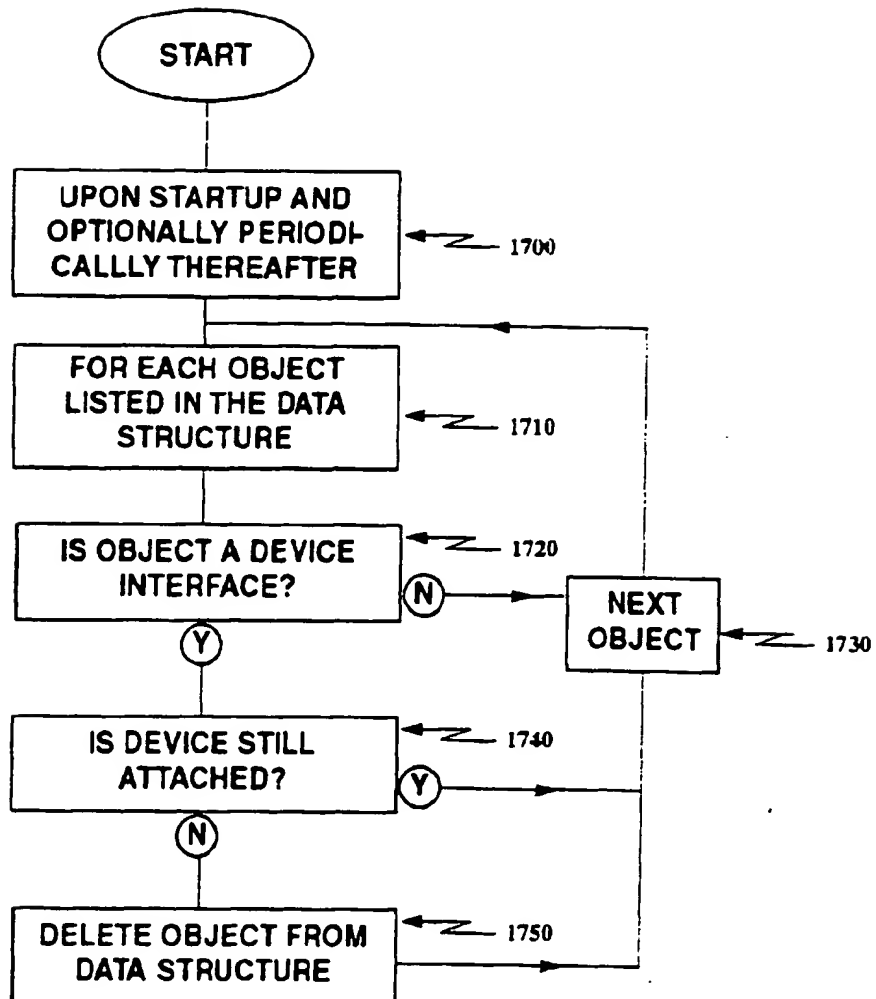 START
UPON STARTUP AND
OPTIONALLY PERIODI-
CALLLY THEREAFTER
1700
FOR EACH OBJECT
LISTED IN THE DATA
STRUCTURE
1710
IS OBJECT A DEVICE
INTERFACE?
1720
N
NEXT
OBJECT
1730
Y
IS DEVICE STILL
ATTACHED?
1740
Y
N
DELETE OBJECT FROM
DATA STRUCTURE
1750